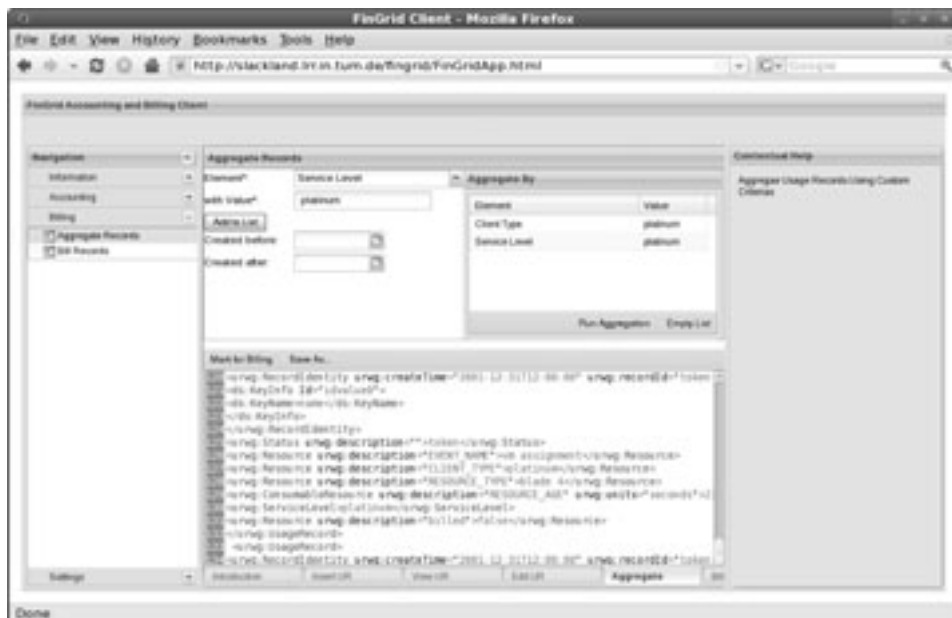 FinGrid Client - Mozilla Firefox
File Edit View History Bookmarks Tools Help
http://slackland.lrr.in.tum.de/fingrid/FinGridApp.html
Google
FinGrid Accounting and Billing Client
Navigation
Information
Accounting
Billing
Aggregate Records
Bill Records
Settings
Aggregate Records
Element* Service Level
with Value* platinum
Add to List
Created before:
Created after:
Aggregate By
Element Value
Client Type platinum
Service Level platinum
Run Aggregation Empty List
Contextual Help
Aggregae Usage Records Using Custom
Criterias
Mark for Billing Save As...
<urwg:RecordIdentity urwg:createTime="2001-12-31T12:00:00" urwg:recordId="token
<ds:KeyInfo Id="idvalue0">
<ds:KeyName>name</ds:KeyName>
</ds:KeyInfo>
</urwg:RecordIdentity>
<urwg:Status urwg:description="">token</urwg:Status>
<urwg:Resource urwg:description="EVENT_NAME">vm assignment</urwg:Resource>
<urwg:Resource urwg:description="CLIENT_TYPE">platinum</urwg:Resource>
<urwg:Resource urwg:description="RESOURCE_TYPE">blade 4</urwg:Resource>
<urwg:ConsumableResource urwg:description="RESOURCE_AGE" urwg:units="seconds">2
<urwg:ServiceLevel>platinum</urwg:ServiceLevel>
<urwg:Resource urwg:description="billed">false</urwg:Resource>
</urwg:UsageRecord>
<urwg:UsageRecord>
<urwg:RecordIdentity urwg:createTime="2001-12-31T12:00:00" urwg:recordId="token
Introduction Insert UR View UR Edit UR Aggregate Bill
Done